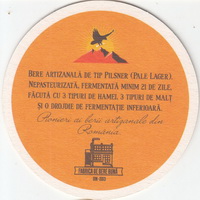 BERE ARTIZANALĂ DE TIP PILSNER (PALE LAGER).
NEPASTEURIZATĂ, FERMENTATĂ MINIM 21 DE ZILE,
FĂCUTĂ CU 3 TIPURI DE HAMEI, 3 TIPURI DE MALȚ
ȘI O DROJDIE DE FERMENTAȚIE INFERIOARĂ.
Pionieri ai berii artizanale din
România.
FABRICA DE BERE BUNĂ